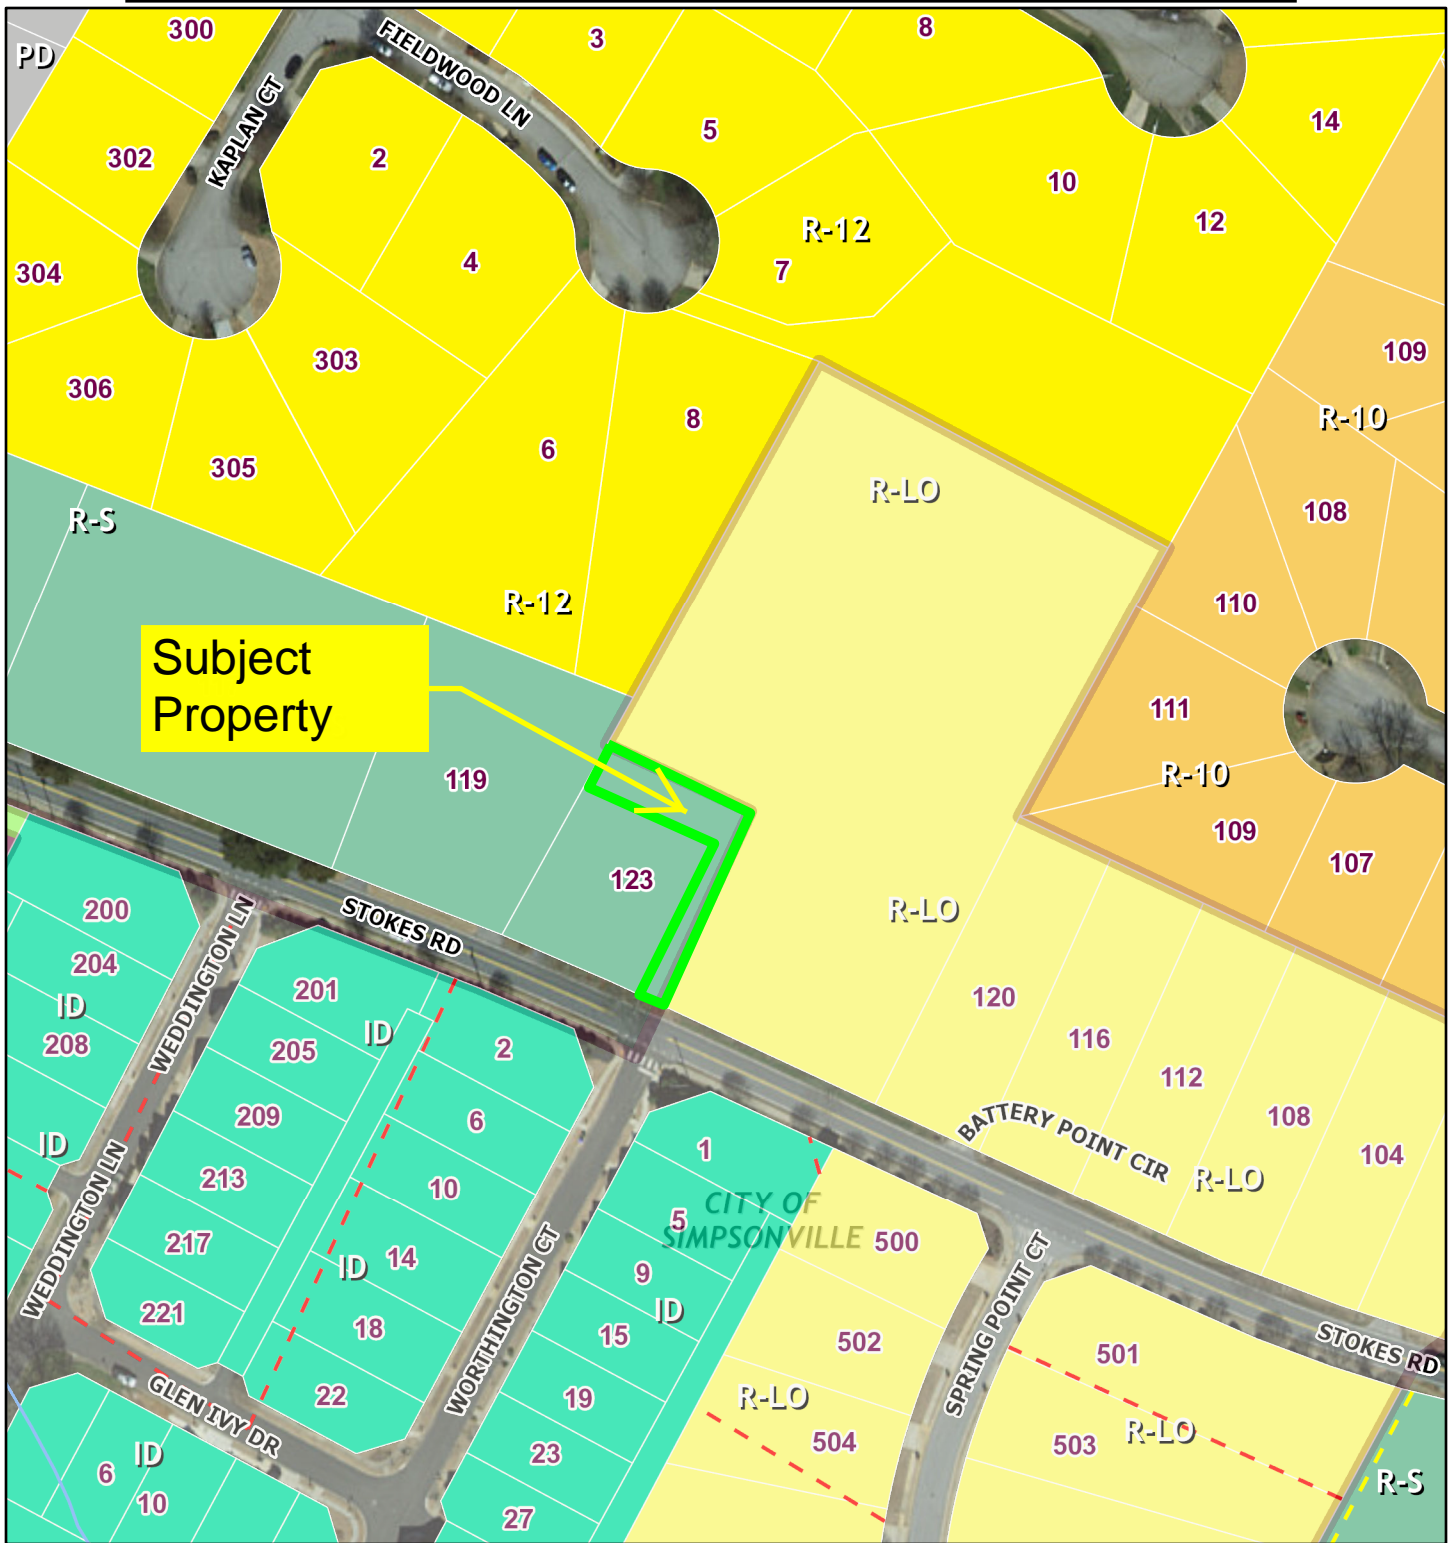 300
3
8
PD
FIELDWOOD LN
KAPLAN CT
14
5
302
2
10
12
R-12
7
4
304
109
303
306
R-10
8
6
305
R-LO
108
R-S
R-12
110
Subject
Property
111
R-10
119
109
107
123
200
STOKES RD
R-LO
204
WEDDINGTON LN
201
120
ID
ID
208
205
2
116
112
209
6
108
BATTERY POINT CIR
ID
1
104
213
10
R-LO
CITY OF
SIMPSONVILLE
5
WEDDINGTON LN
217
14
500
ID
9
221
18
ID
15
WORTHINGTON CT
SPRING POINT CT
502
501
STOKES RD
GLEN IVY DR
22
19
R-LO
R-LO
504
503
ID
23
6
10
27
R-S